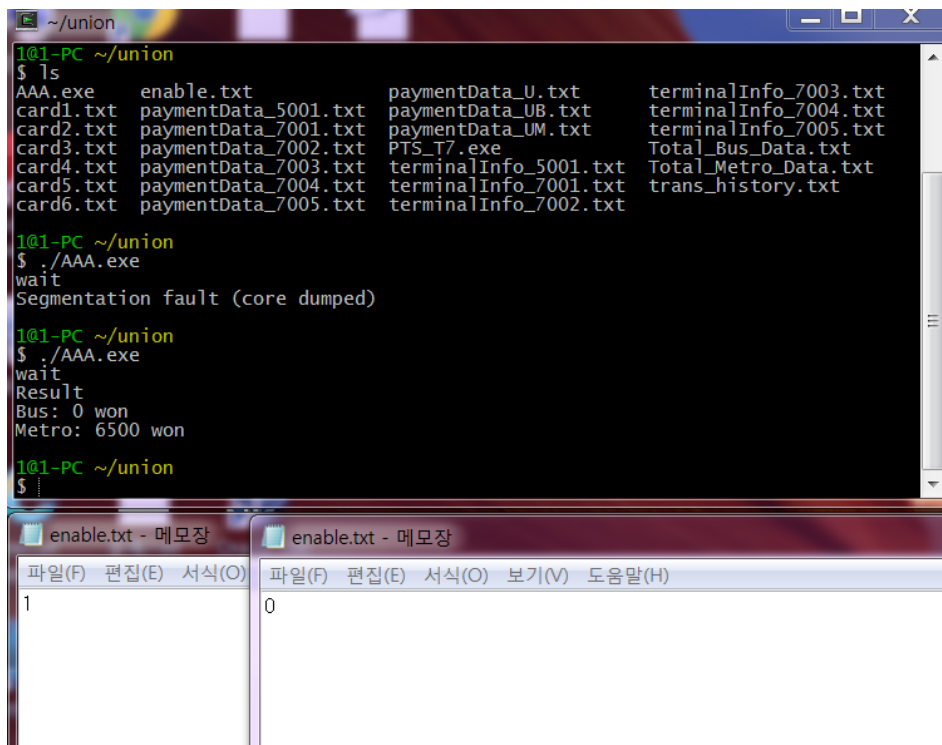 ~/union
1@1-PC ~/union
$ ls
AAA.exe enable.txt paymentData_U.txt terminalInfo_7003.txt
card1.txt paymentData_5001.txt paymentData_UB.txt terminalInfo_7004.txt
card2.txt paymentData_7001.txt paymentData_UM.txt terminalInfo_7005.txt
card3.txt paymentData_7002.txt PTS_T7.exe Total_Bus_Data.txt
card4.txt paymentData_7003.txt terminalInfo_5001.txt Total_Metro_Data.txt
card5.txt paymentData_7004.txt terminalInfo_7001.txt trans_history.txt
card6.txt paymentData_7005.txt terminalInfo_7002.txt
1@1-PC ~/union
$ ./AAA.exe
wait
Segmentation fault (core dumped)
1@1-PC ~/union
$ ./AAA.exe
wait
Result
Bus: 0 won
Metro: 6500 won
1@1-PC ~/union
$
enable.txt - 메모장
파일(F) 편집(E) 서식(O)
1
enable.txt - 메모장
파일(F) 편집(E) 서식(O) 보기(V) 도움말(H)
0